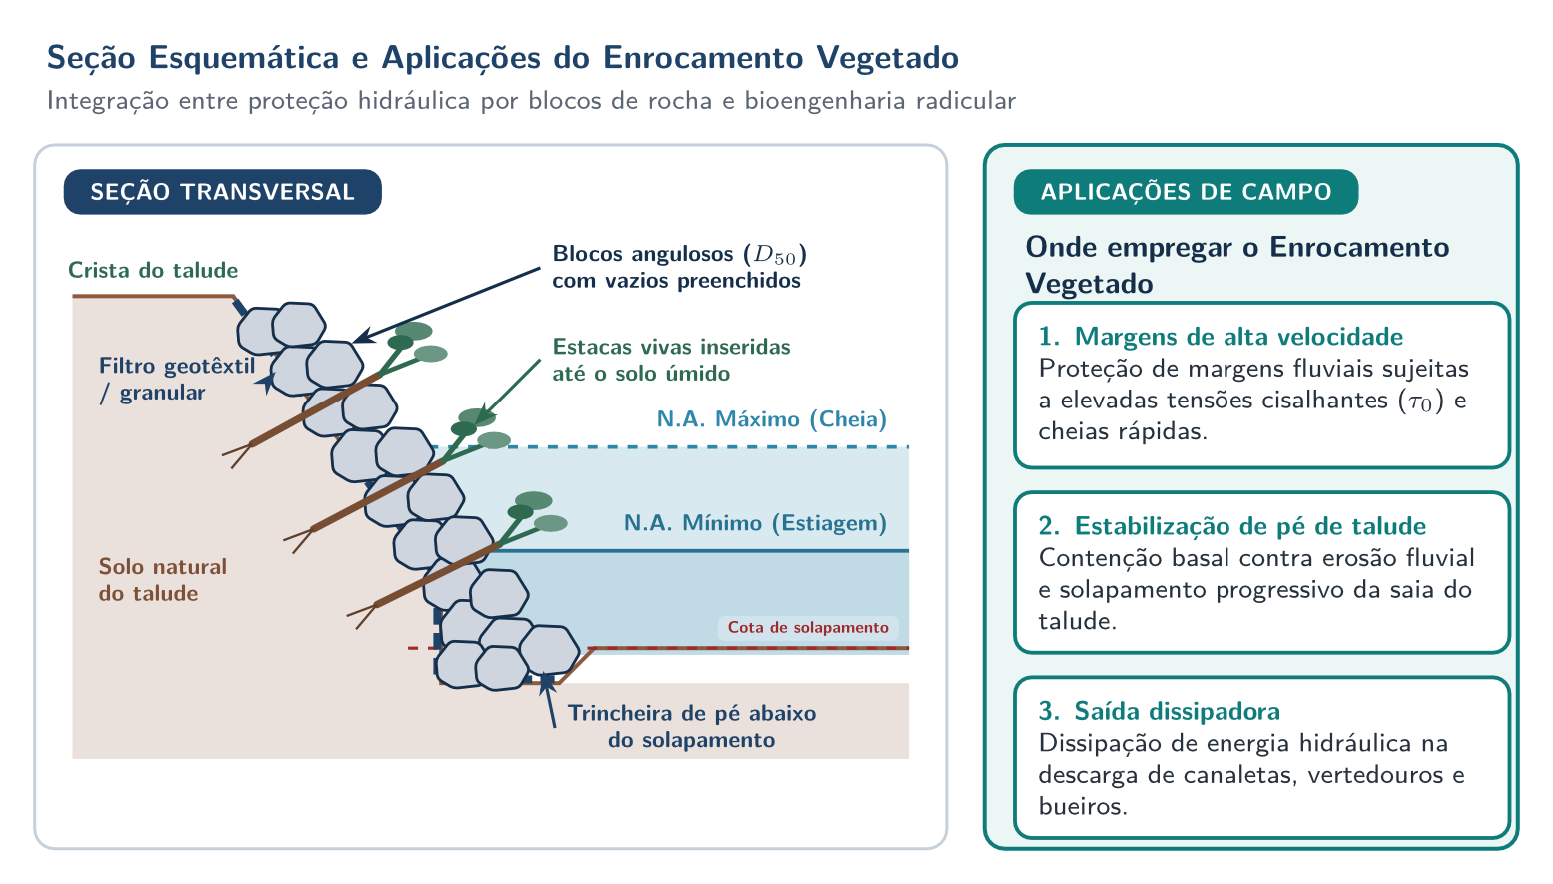 Seção Esquemática e Aplicações do Enrocamento Vegetado
Integração entre proteção hidráulica por blocos de rocha e bioengenharia radicular
SEÇÃO TRANSVERSAL
Crista do talude
Blocos angulosos (D₅₀)
com vazios preenchidos
Filtro geotêxtil
/ granular
Estacas vivas inseridas
até o solo úmido
N.A. Máximo (Cheia)
N.A. Mínimo (Estiagem)
Solo natural
do talude
Cota de solapamento
Trincheira de pé abaixo
do solapamento
APLICAÇÕES DE CAMPO
Onde empregar o Enrocamento
Vegetado
1. Margens de alta velocidade
Proteção de margens fluviais sujeitas
a elevadas tensões cisalhantes (τ₀) e
cheias rápidas.
2. Estabilização de pé de talude
Contenção basal contra erosão fluvial
e solapamento progressivo da saia do
talude.
3. Saída dissipadora
Dissipação de energia hidráulica na
descarga de canaletas, vertedouros e
bueiros.